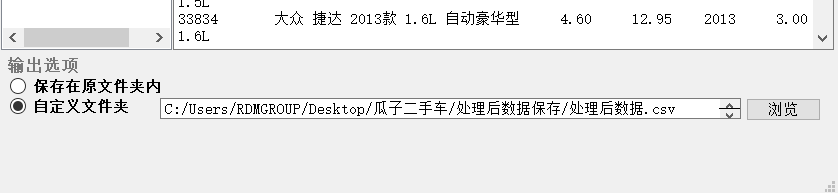 1.5L
33834 大众 捷达 2013款 1.6L 自动豪华型 4.60 12.95 2013 3.00
1.6L
输出选项
保存在原文件夹内
自定义文件夹 C:/Users/RDMGROUP/Desktop/瓜子二手车/处理后数据保存/处理后数据.csv 浏览